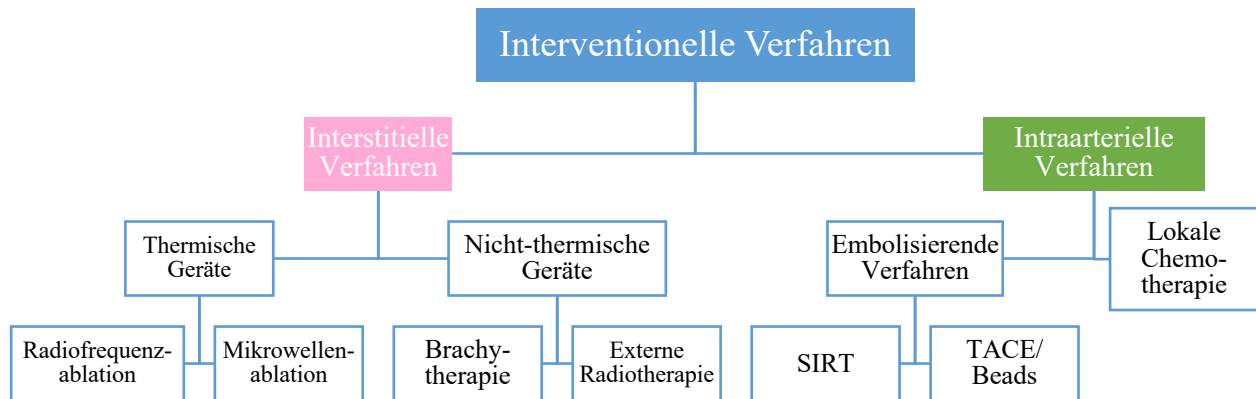 Interventionelle Verfahren
Interstitielle
Verfahren
Intraarterielle
Verfahren
Thermische
Geräte
Nicht-thermische
Geräte
Embolisierende
Verfahren
Lokale
Chemo-
therapie
Radiofrequenz-
ablation
Mikrowellen-
ablation
Brachy-
therapie
Externe
Radiotherapie
SIRT
TACE/
Beads